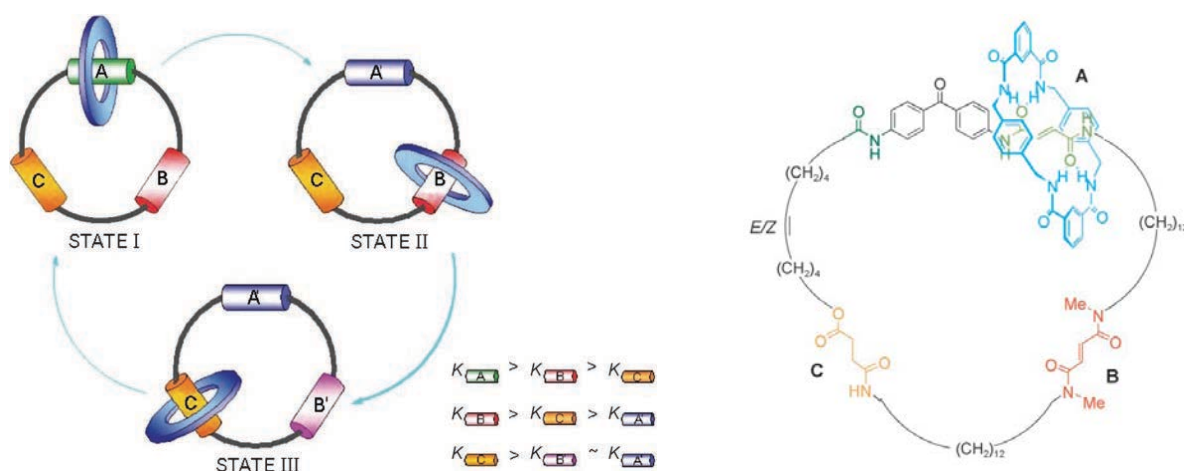 A
C
B
STATE I
A'
C
B
STATE II
A'
C
B'
STATE III
K A > K B > K C
K B > K C > K A'
K C > K B' ~ K A'
O
O
A
O
N
H
H
N
O
O
N
H
O
N
H
O
H
N
(CH₂)₄
E/Z
(CH₂)₄
N
H
H
N
O
O
(CH₂)₁₂
O
O
O
HN
C
Me
N
O
O
N
Me
B
(CH₂)₁₂